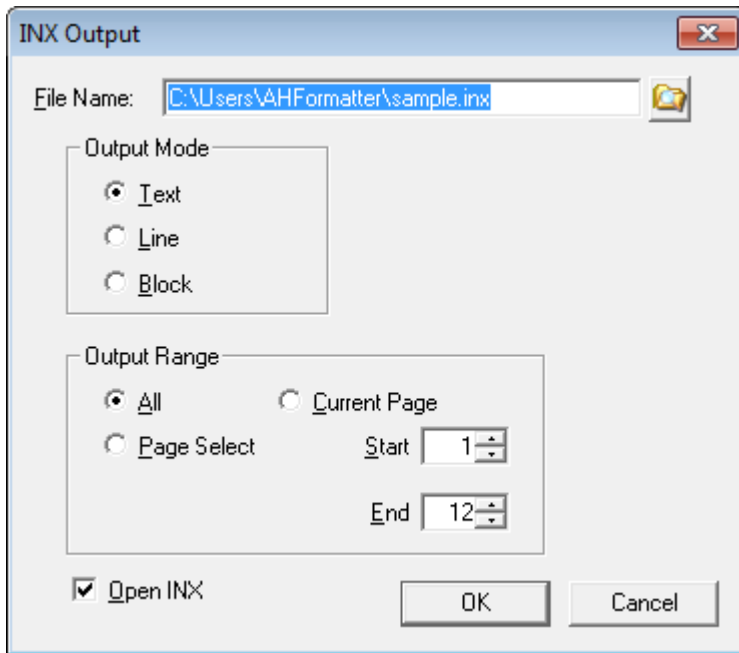 INX Output
File Name: C:\Users\AHFormatter\sample.inx
Output Mode
Text
Line
Block
Output Range
All Current Page
Page Select Start 1
End 12
Open INX OK Cancel